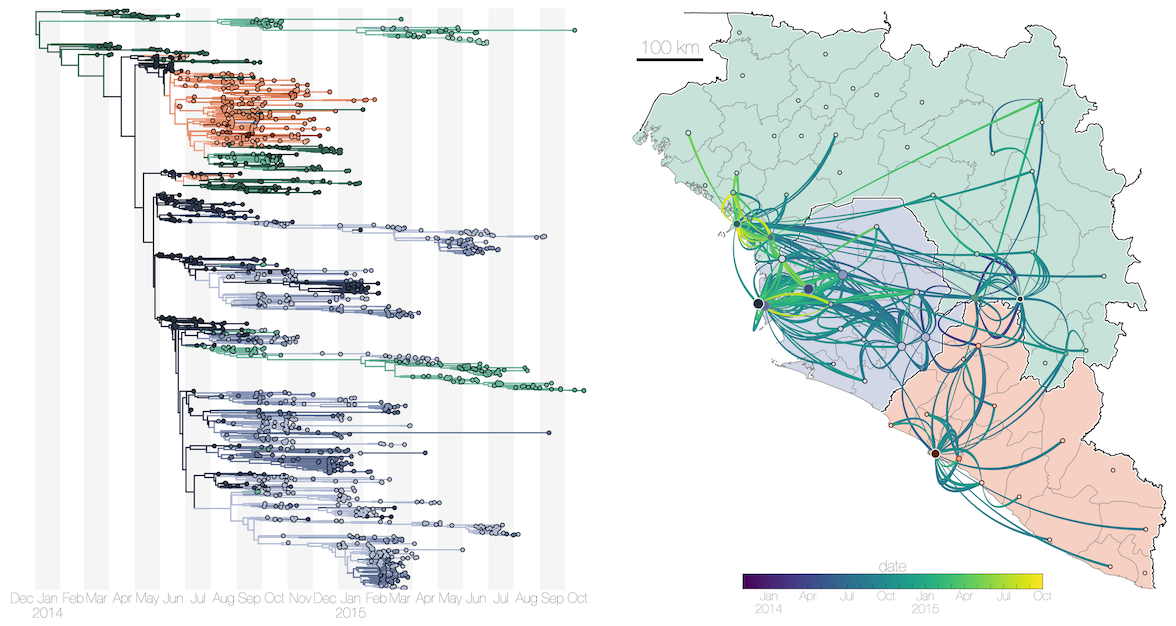 100 km
Dec Jan Feb Mar Apr May Jun Jul Aug Sep Oct Nov Dec Jan Feb Mar Apr May Jun Jul Aug Sep Oct
2014 2015
date
Jan Apr Jul Oct Jan Apr Jul Oct
2014 2015